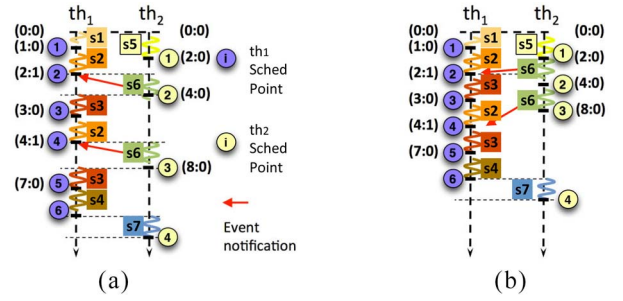 th1 th2
(0:0) s1 (0:0)
s5
(1:0) 1 1
s2 (2:0)
(2:1) 2
s6
2 (4:0)
(3:0) 3 s3
s2
(4:1) 4
s6
3 (8:0)
(7:0) 5 s3
s4
6
s7
4
i th1
Sched
Point
i th2
Sched
Point
Event
notification
(a)
th1 th2
(0:0) s1 (0:0)
s5
(1:0) 1 1
s2 (2:0)
(2:1) 2 s6
s3 2 (4:0)
(3:0) 3 s6
s2 3 (8:0)
(4:1) 4
s3
(7:0) 5
s4
6
s7
4
(b)